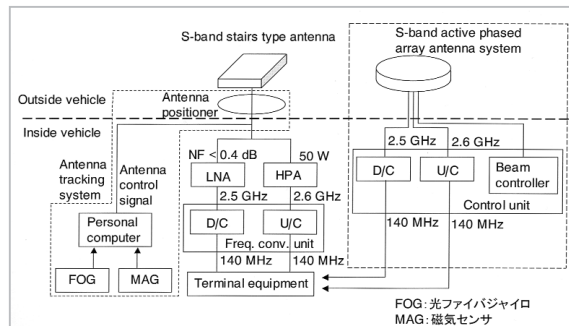 S-band stairs type antenna
S-band active phased
array antenna system
Outside vehicle
Antenna
positioner
Inside vehicle
Antenna
tracking
system
Antenna
control
signal
NF < 0.4 dB
50 W
LNA
HPA
2.5 GHz
2.6 GHz
D/C
U/C
Freq. conv. unit
140 MHz
140 MHz
Terminal equipment
Personal
computer
FOG
MAG
2.5 GHz
2.6 GHz
D/C
U/C
Beam
controller
Control unit
140 MHz
140 MHz
FOG: 光ファイバジャイロ
MAG: 磁気センサ